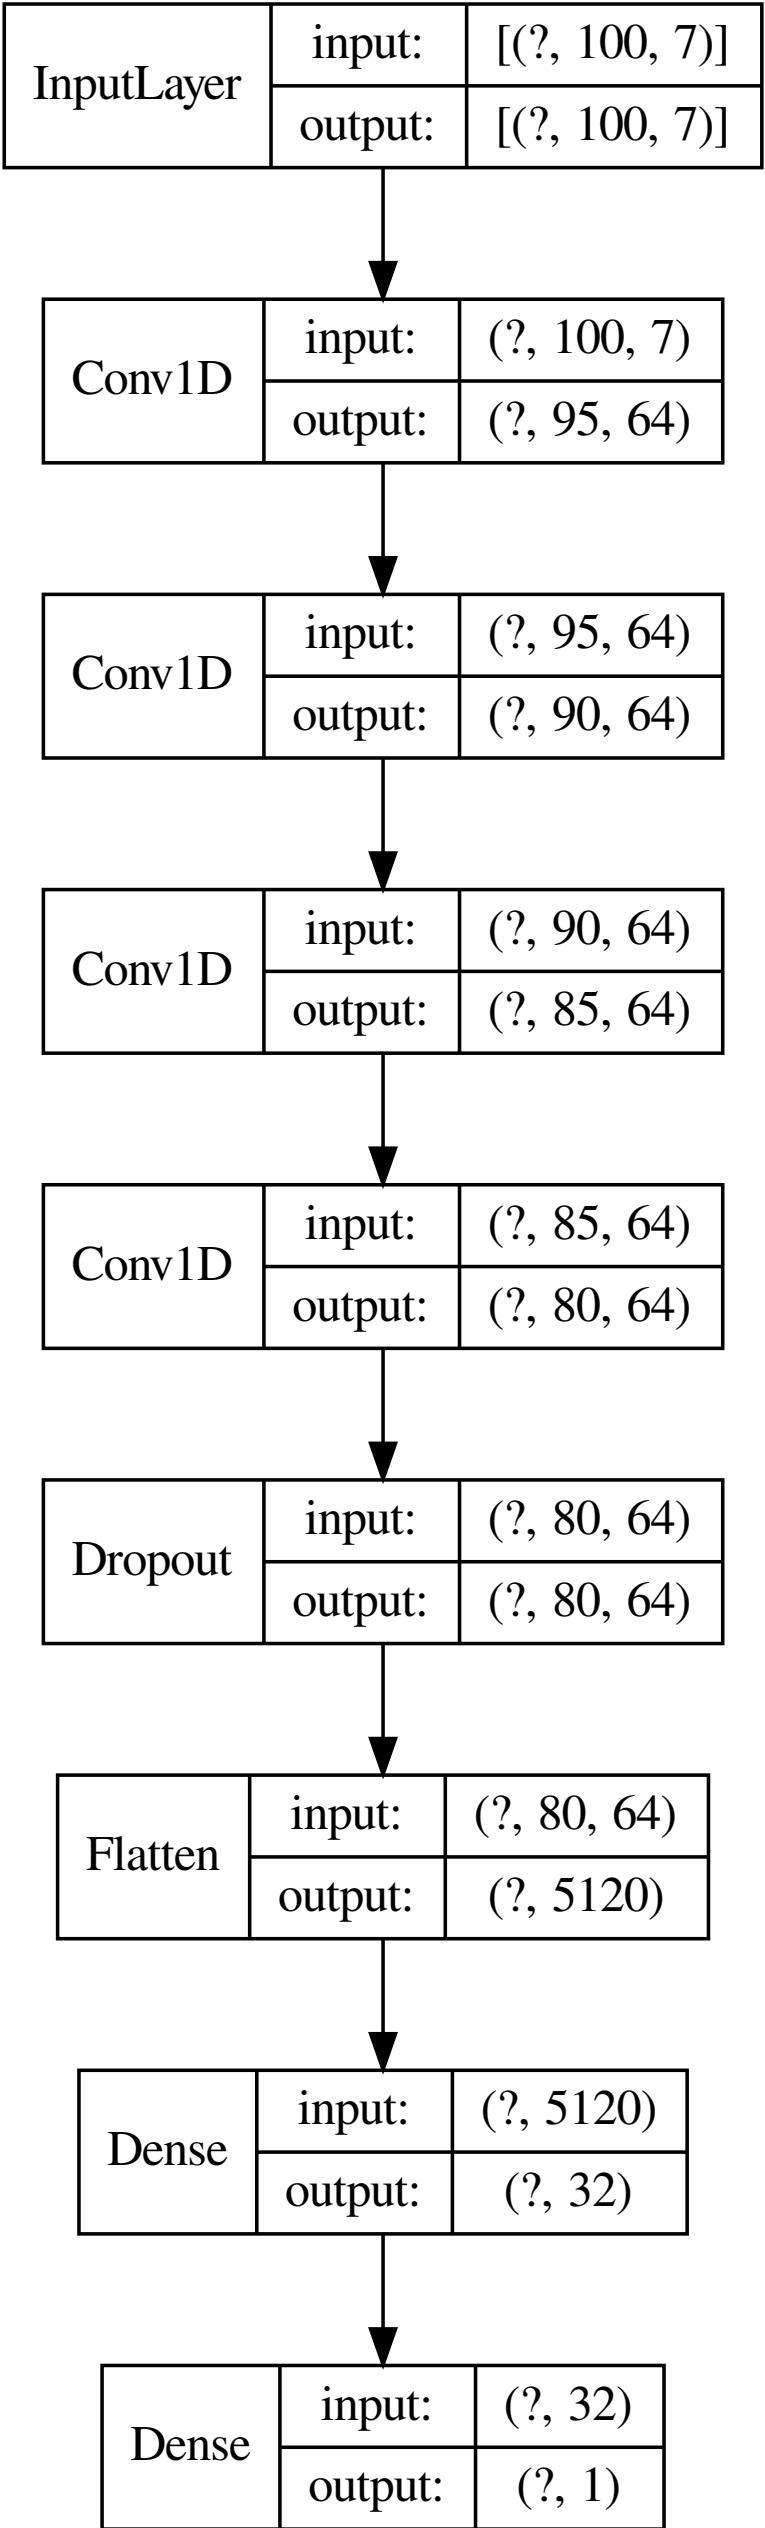 InputLayer
input: [(?, 100, 7)]
output: [(?, 100, 7)]
Conv1D
input: (?, 100, 7)
output: (?, 95, 64)
Conv1D
input: (?, 95, 64)
output: (?, 90, 64)
Conv1D
input: (?, 90, 64)
output: (?, 85, 64)
Conv1D
input: (?, 85, 64)
output: (?, 80, 64)
Dropout
input: (?, 80, 64)
output: (?, 80, 64)
Flatten
input: (?, 80, 64)
output: (?, 5120)
Dense
input: (?, 5120)
output: (?, 32)
Dense
input: (?, 32)
output: (?, 1)